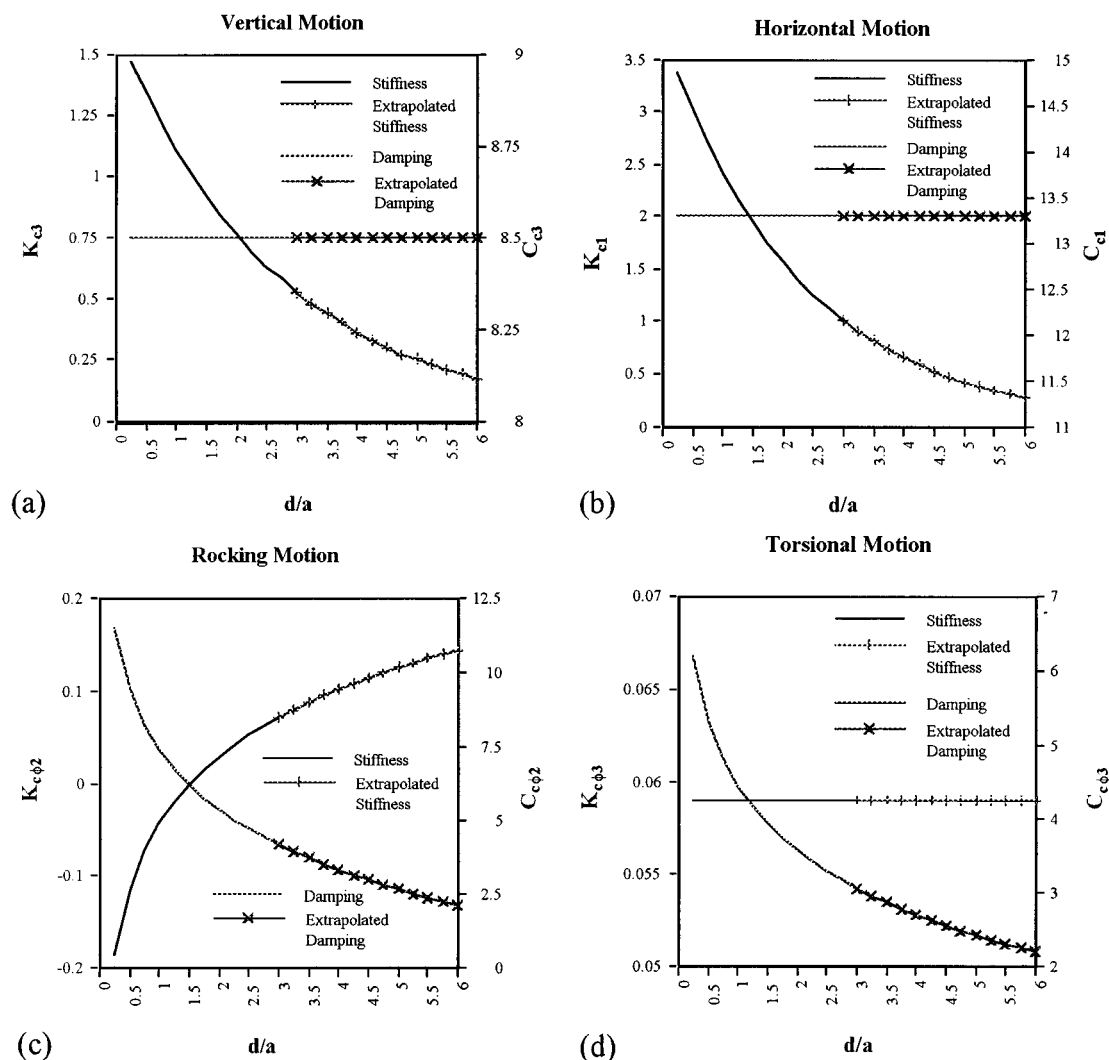 Vertical Motion
1.5
1.25
1
0.75
0.5
0.25
0
K_c3
9
8.75
8.5
8.25
8
C_c3
Stiffness
Extrapolated
Stiffness
Damping
Extrapolated
Damping
0 0.5 1 1.5 2 2.5 3 3.5 4 4.5 5 5.5 6
d/a
(a)
Horizontal Motion
3.5
3
2.5
2
1.5
1
0.5
0
K_c1
15
14.5
14
13.5
13
12.5
12
11.5
11
C_c1
Stiffness
Extrapolated
Stiffness
Damping
Extrapolated
Damping
0 0.5 1 1.5 2 2.5 3 3.5 4 4.5 5 5.5 6
d/a
(b)
Rocking Motion
0.2
0.1
0
-0.1
-0.2
K_cϕ2
12.5
10
7.5
5
2.5
0
C_cϕ2
Stiffness
Extrapolated
Stiffness
Damping
Extrapolated
Damping
0 0.5 1 1.5 2 2.5 3 3.5 4 4.5 5 5.5 6
d/a
(c)
Torsional Motion
0.07
0.065
0.06
0.055
0.05
K_cϕ3
7
6
5
4
3
2
C_cϕ3
Stiffness
Extrapolated
Stiffness
Damping
Extrapolated
Damping
0 0.5 1 1.5 2 2.5 3 3.5 4 4.5 5 5.5 6
d/a
(d)